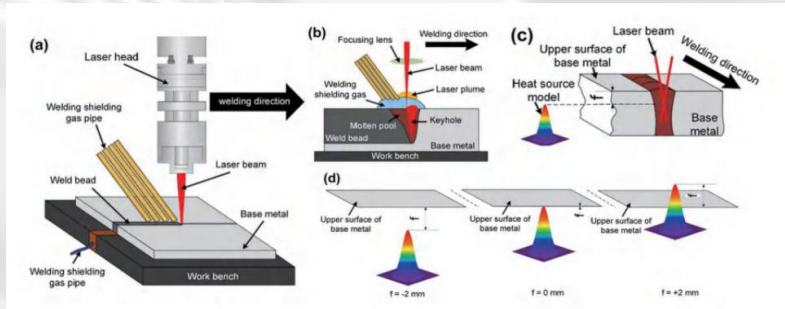 (a)
Laser head
welding direction
Welding shielding
gas pipe
Laser beam
Weld bead
Base metal
Welding shielding
gas pipe
Work bench
(b)
Welding direction
Focusing lens
Laser beam
Welding
shielding
gas
Laser plume
Molten pool
Keyhole
Weld bead
Base metal
Work bench
(c)
Laser beam
Welding
direction
Upper surface of
base metal
Heat source
model
f
Base
metal
(d)
Upper surface of
base metal
f
f = -2 mm
Upper surface of
base metal
f
f = 0 mm
Upper surface of
base metal
f
f = +2 mm